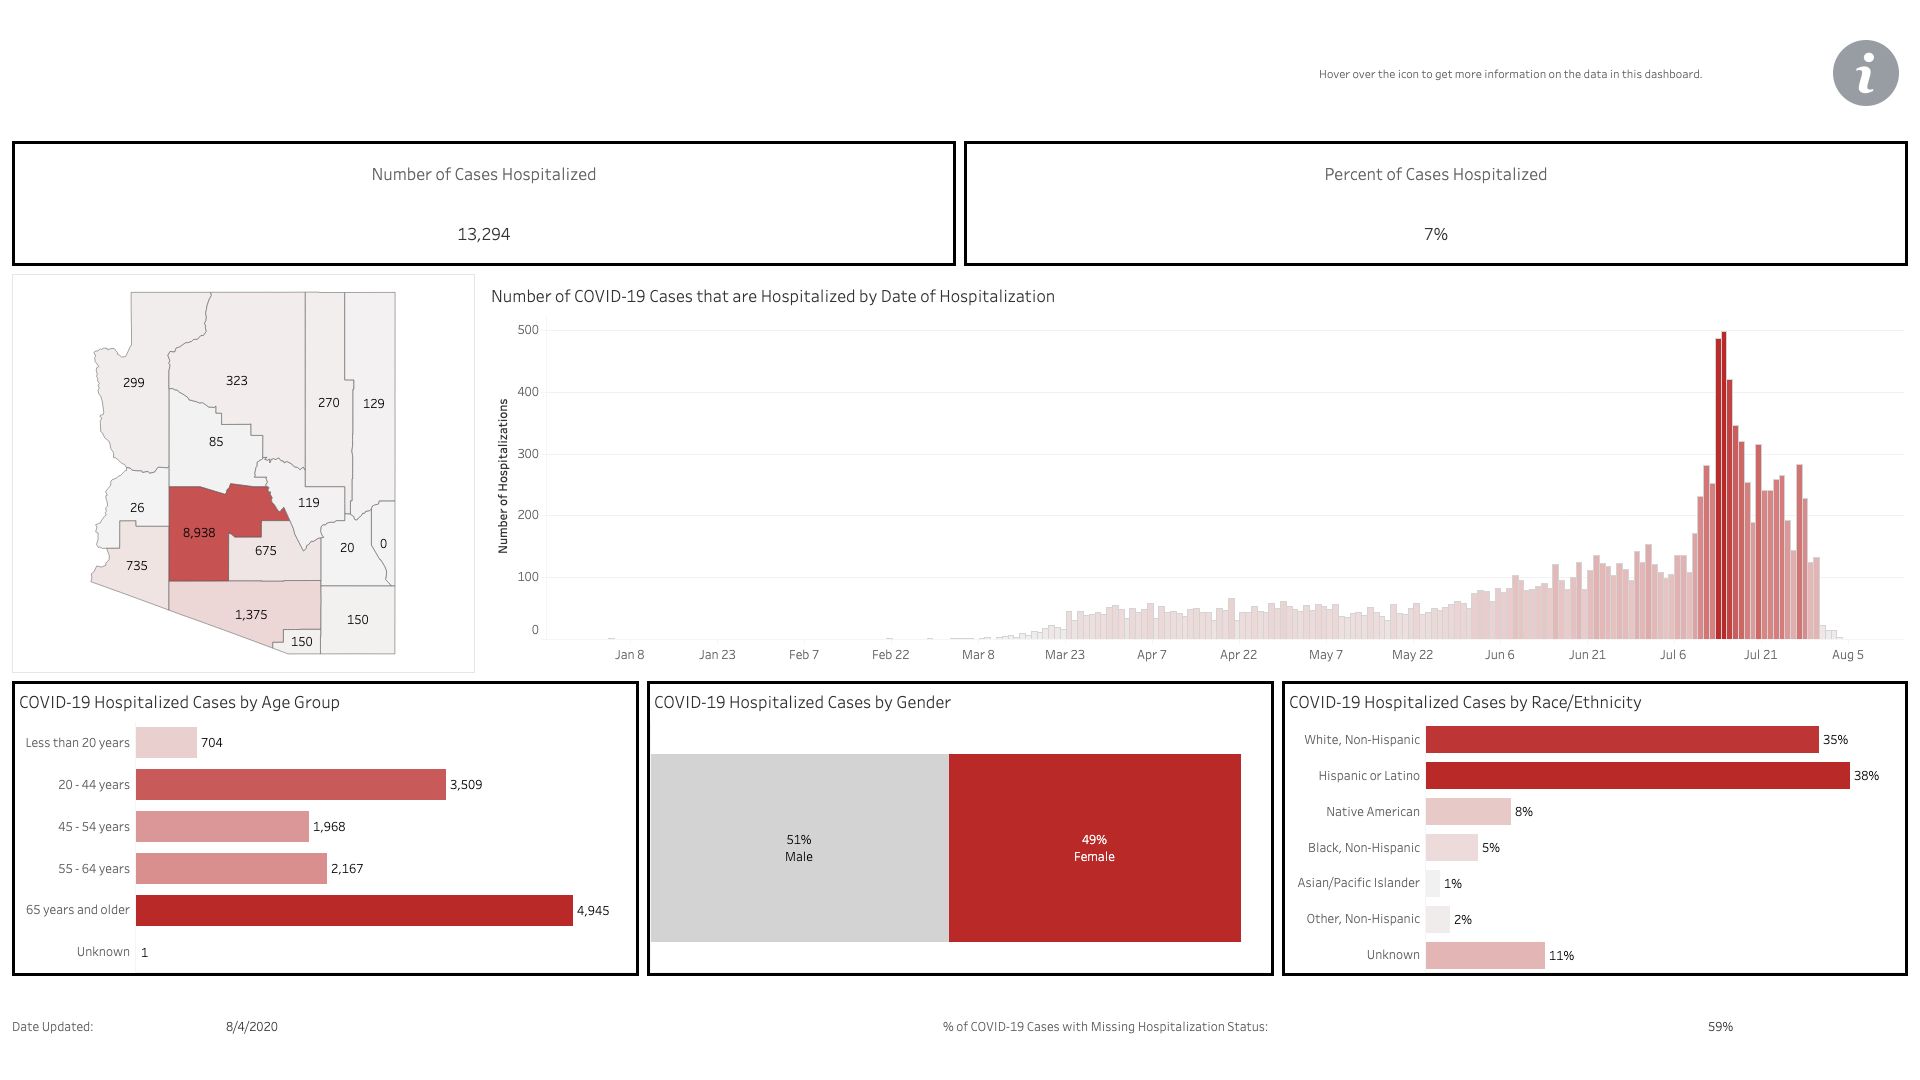 Hover over the icon to get more information on the data in this dashboard.
i
Number of Cases Hospitalized
13,294
Percent of Cases Hospitalized
7%
299
323
270
129
85
26
119
8,938
675
20
0
735
1,375
150
150
Number of COVID-19 Cases that are Hospitalized by Date of Hospitalization
Number of Hospitalizations
500
400
300
200
100
0
Jan 8 Jan 23 Feb 7 Feb 22 Mar 8 Mar 23 Apr 7 Apr 22 May 7 May 22 Jun 6 Jun 21 Jul 6 Jul 21 Aug 5
COVID-19 Hospitalized Cases by Age Group
Less than 20 years 704
20 - 44 years 3,509
45 - 54 years 1,968
55 - 64 years 2,167
65 years and older 4,945
Unknown 1
COVID-19 Hospitalized Cases by Gender
51%
Male
49%
Female
COVID-19 Hospitalized Cases by Race/Ethnicity
White, Non-Hispanic 35%
Hispanic or Latino 38%
Native American 8%
Black, Non-Hispanic 5%
Asian/Pacific Islander 1%
Other, Non-Hispanic 2%
Unknown 11%
Date Updated: 8/4/2020
% of COVID-19 Cases with Missing Hospitalization Status: 59%